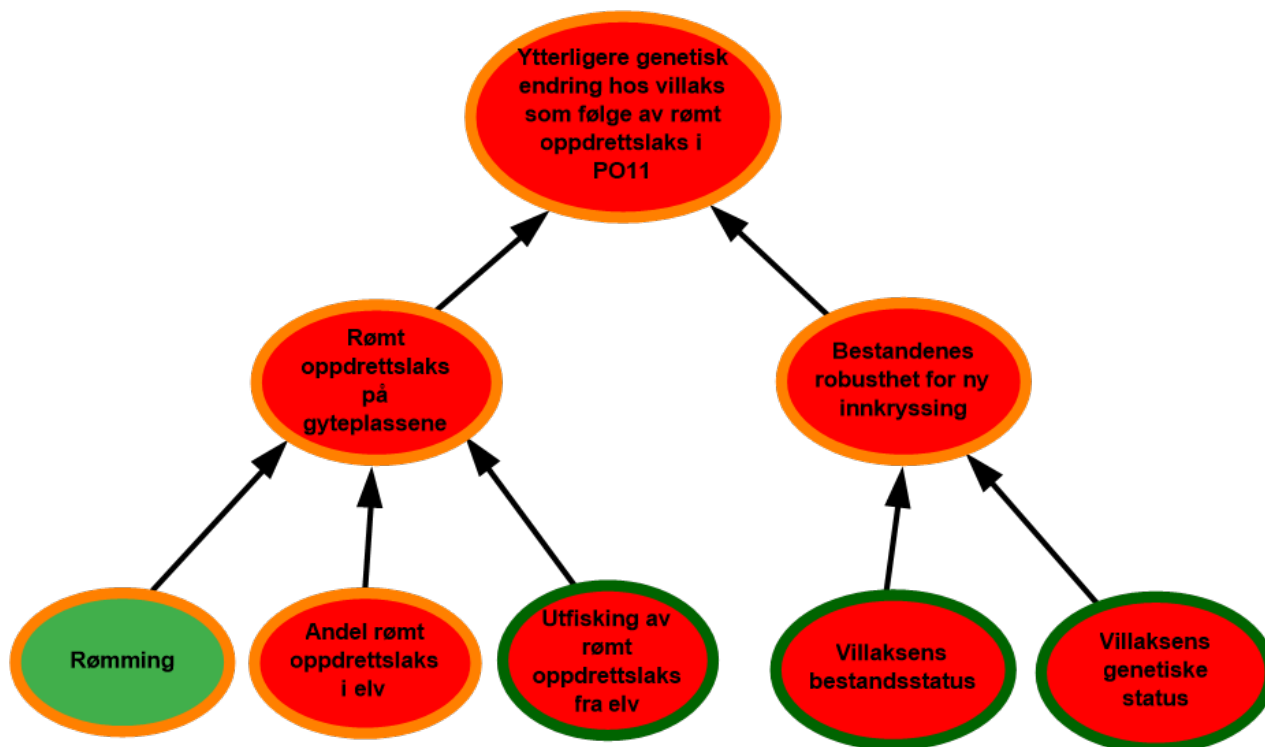 Ytterligere genetisk
endring hos villaks
som følge av rømt
oppdrettslaks i
PO11
Rømt
oppdrettslaks
på
gyteplassene
Bestandenes
robusthet for ny
innkryssing
Rømming
Andel rømt
oppdrettslaks
i elv
Utfisking av
rømt
oppdrettslaks
fra elv
Villaksens
bestandsstatus
Villaksens
genetiske
status